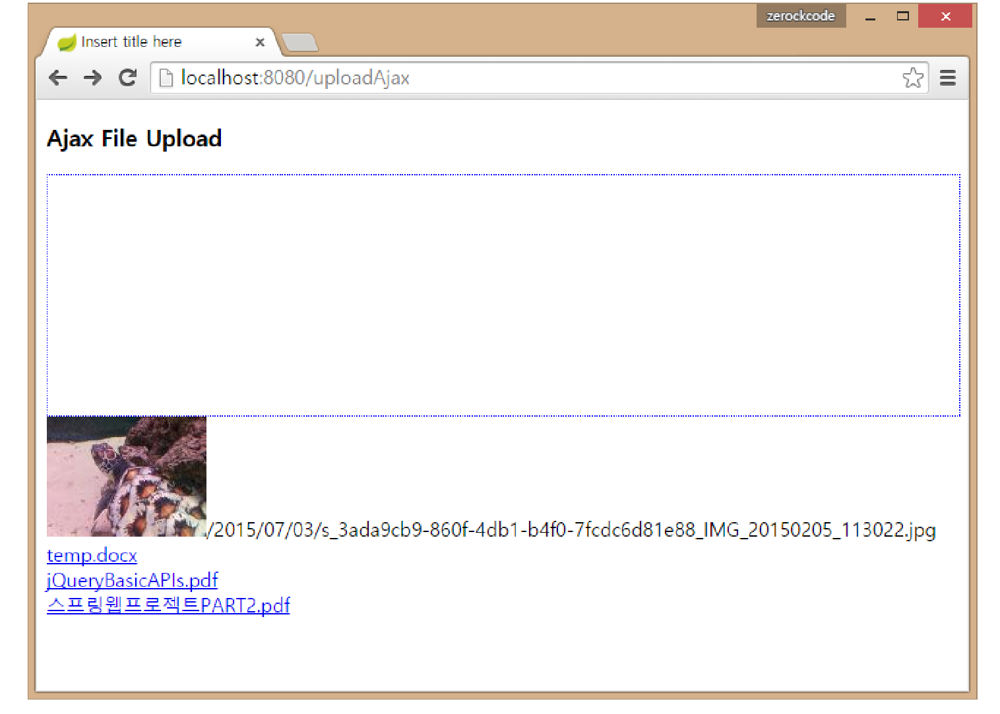 zerockcode
Insert title here
localhost:8080/uploadAjax
Ajax File Upload
/2015/07/03/s_3ada9cb9-860f-4db1-b4f0-7fcdc6d81e88_IMG_20150205_113022.jpg
temp.docx
jQueryBasicAPIs.pdf
스프링웹프로젝트PART2.pdf